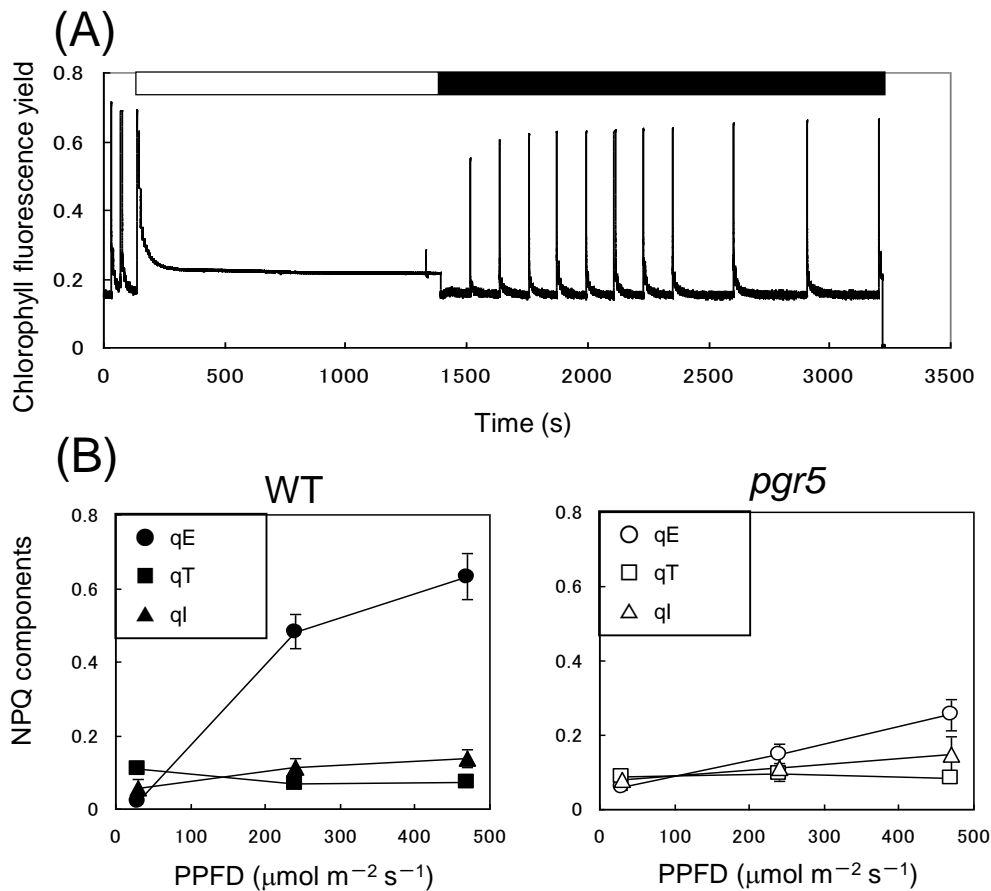 (A)
Chlorophyll fluorescence yield
0.8
0.6
0.4
0.2
0
0 500 1000 1500 2000 2500 3000 3500
Time (s)
(B)
WT
NPQ components
0.8
0.6
0.4
0.2
0
qE
qT
qI
0 100 200 300 400 500
PPFD (μmol m⁻² s⁻¹)
pgr5
0.8
0.6
0.4
0.2
0
qE
qT
qI
0 100 200 300 400 500
PPFD (μmol m⁻² s⁻¹)